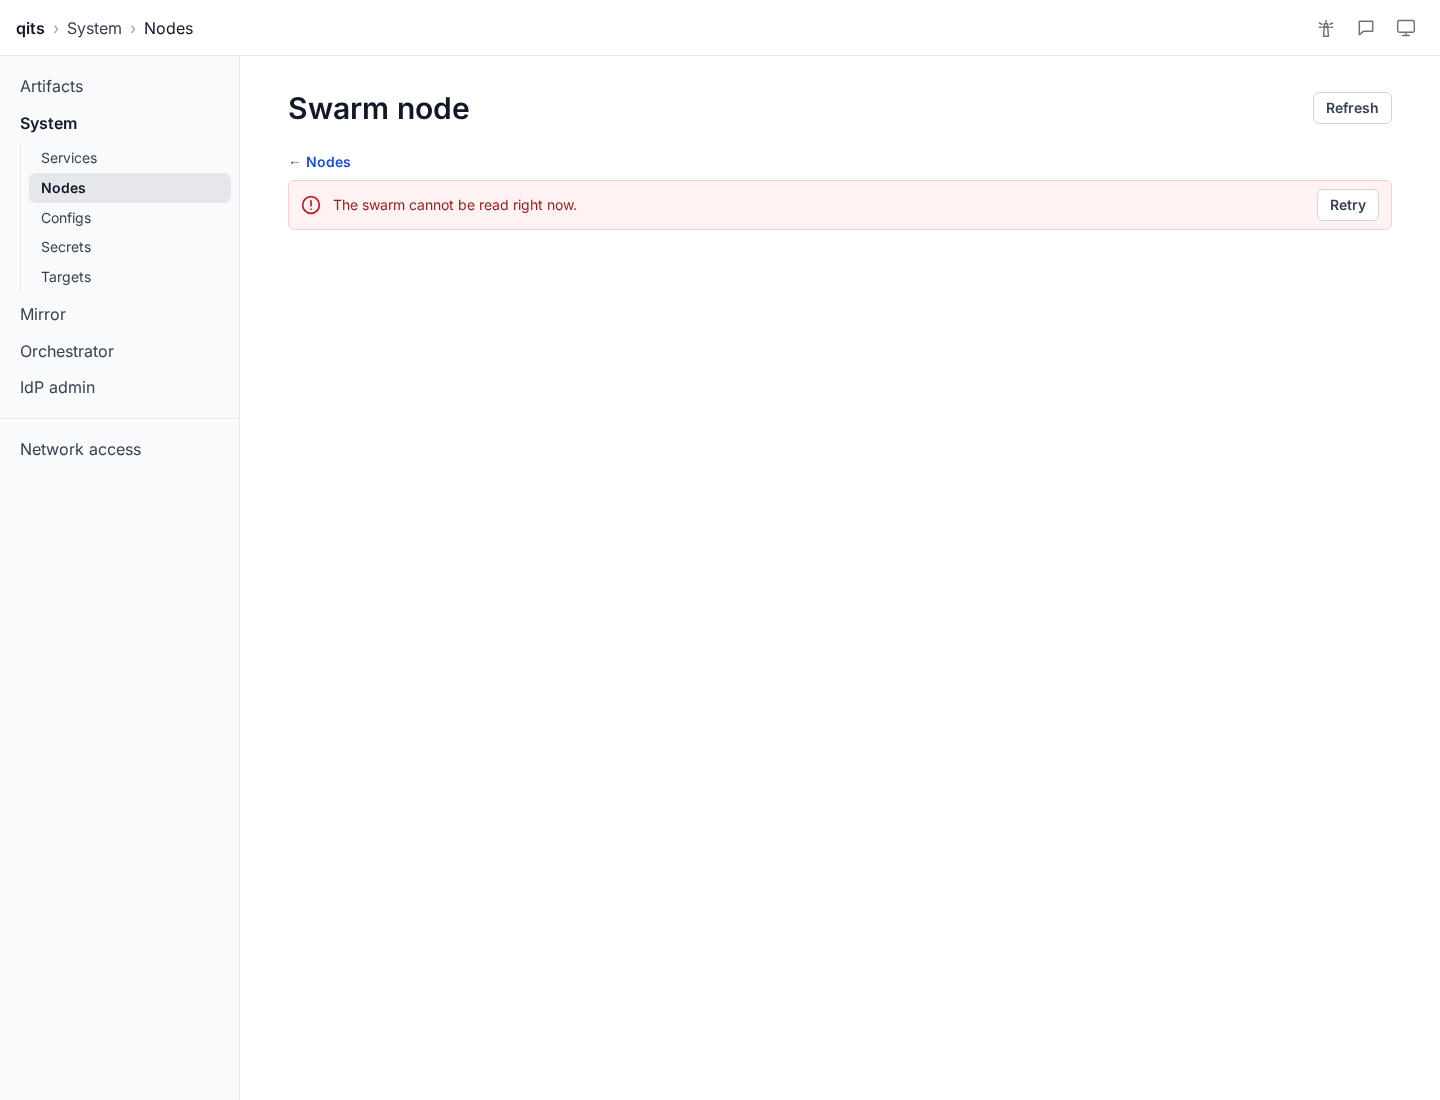 qits › System › Nodes
Artifacts
System
Services
Nodes
Configs
Secrets
Targets
Mirror
Orchestrator
IdP admin
Network access
Swarm node
Refresh
← Nodes
The swarm cannot be read right now.
Retry